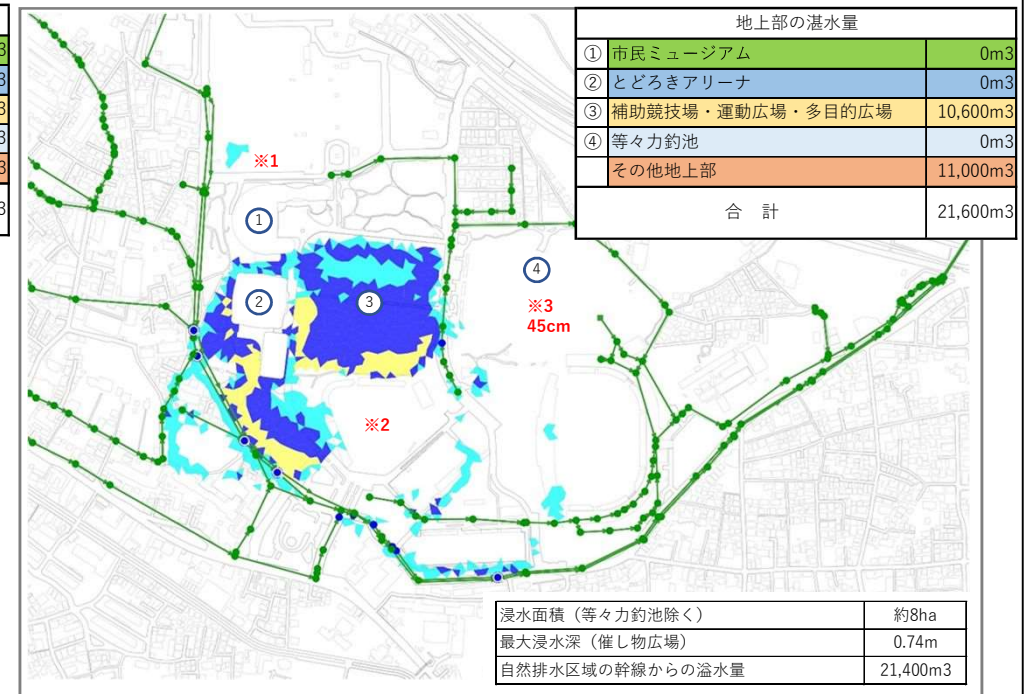 地上部の湛水量
① 市民ミュージアム 0m3
② とどろきアリーナ 0m3
③ 補助競技場・運動広場・多目的広場 10,600m3
④ 等々力釣池 0m3
その他地上部 11,000m3
合 計 21,600m3
3
3
3
3
3
3
※1
①
②
③
④
※3
45cm
※2
浸水面積（等々力釣池除く） 約8ha
最大浸水深（催し物広場） 0.74m
自然排水区域の幹線からの溢水量 21,400m3